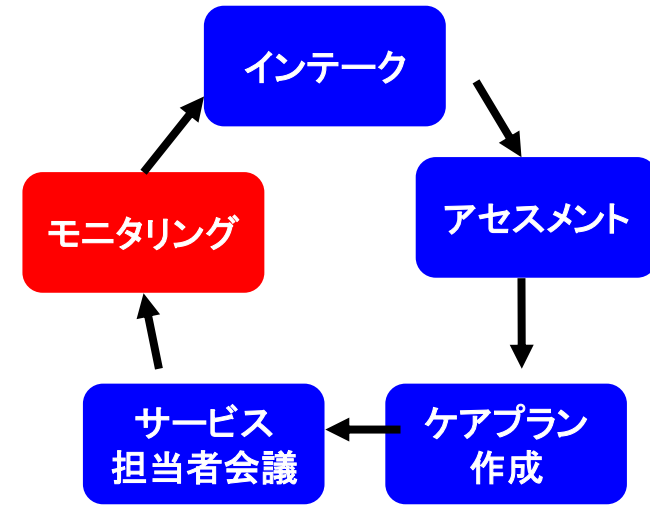 インテーク
アセスメント
モニタリング
サービス
担当者会議
ケアプラン
作成